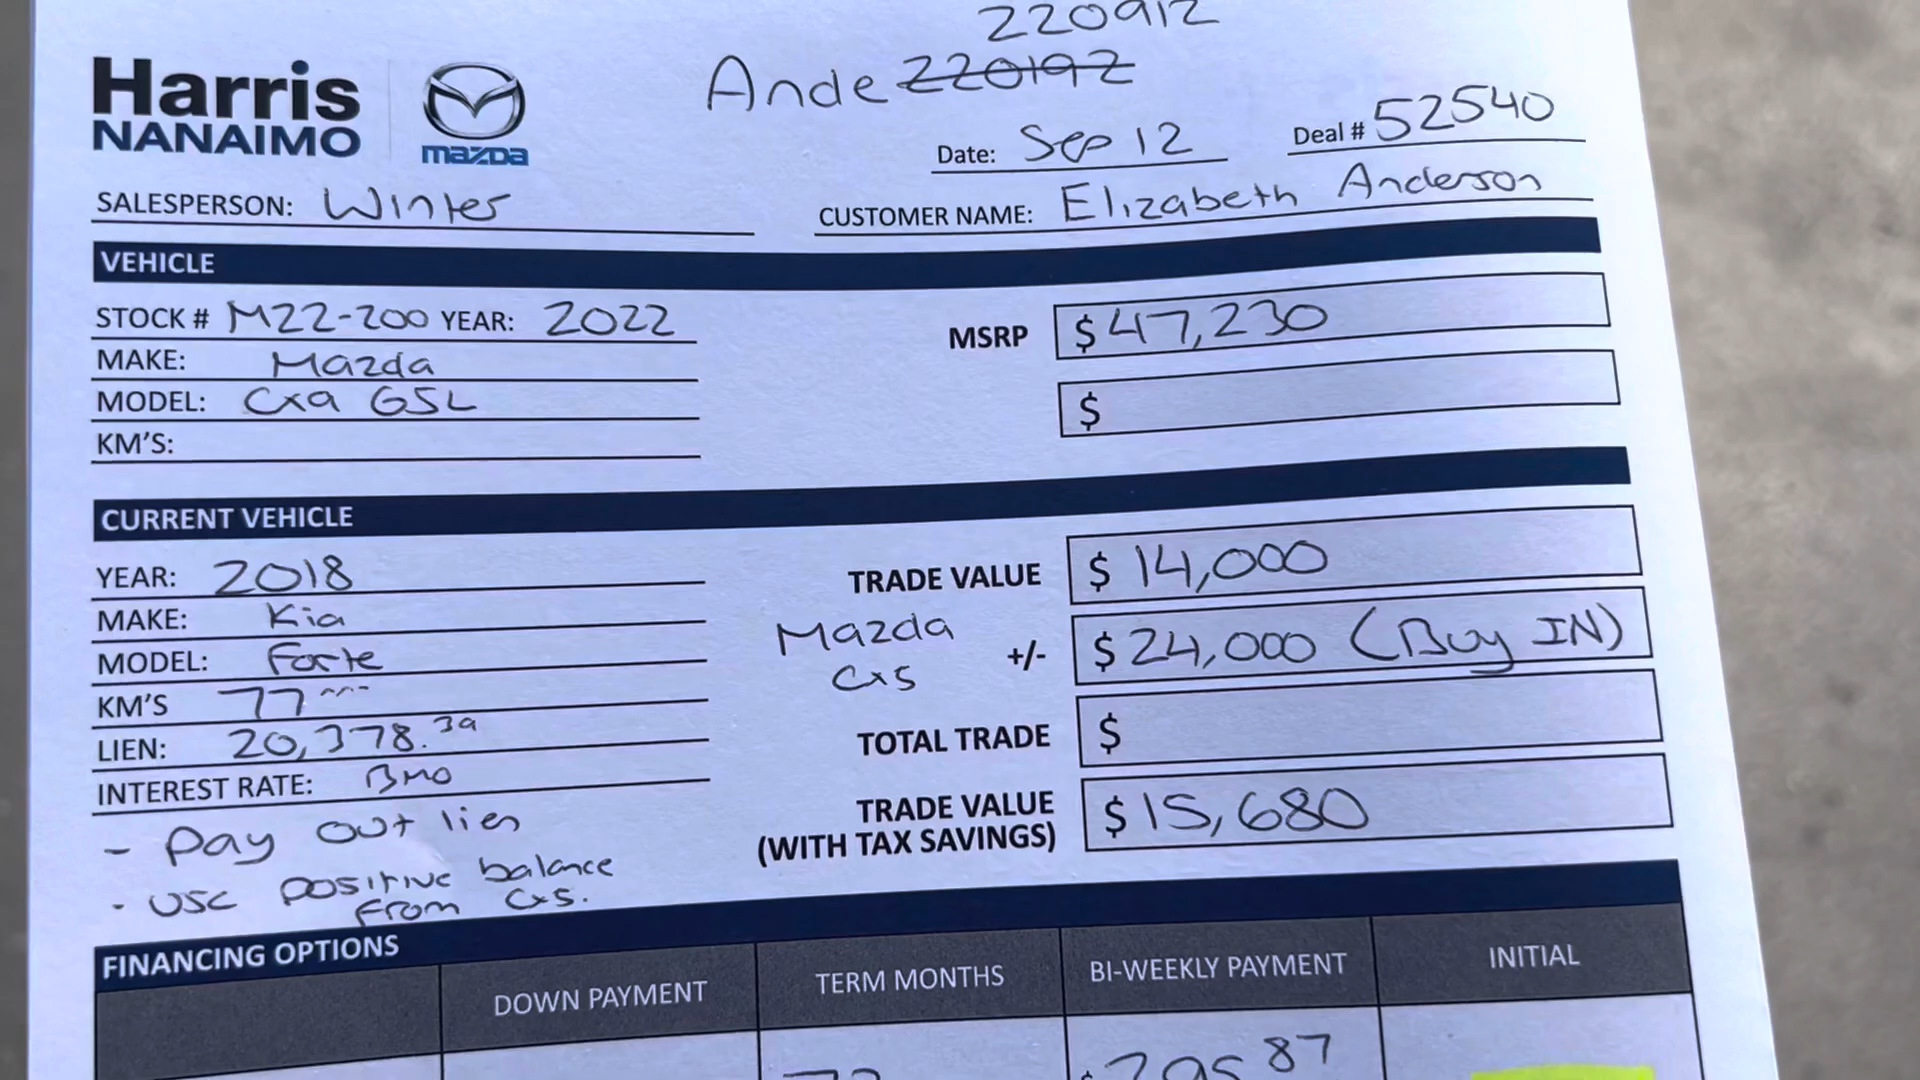 220912
Harris
NANAIMO
mazda
Ande 220192
Date: Sep 12
Deal # 52540
SALESPERSON: Winter
CUSTOMER NAME: Elizabeth Anderson
VEHICLE
STOCK # M22-200 YEAR: 2022
MAKE: Mazda
MODEL: Cx9 GSL
KM'S:
MSRP $ 47,230
$
CURRENT VEHICLE
YEAR: 2018
MAKE: Kia
MODEL: Forte
KM'S 77
LIEN: 20,378.39
INTEREST RATE: BMO
- Pay out lien
- USE positive balance
from Cx5.
TRADE VALUE $ 14,000
Mazda
Cx5
+/- $ 24,000 (Buy IN)
TOTAL TRADE $
TRADE VALUE
(WITH TAX SAVINGS) $ 15,680
FINANCING OPTIONS
DOWN PAYMENT
TERM MONTHS
BI-WEEKLY PAYMENT
INITIAL